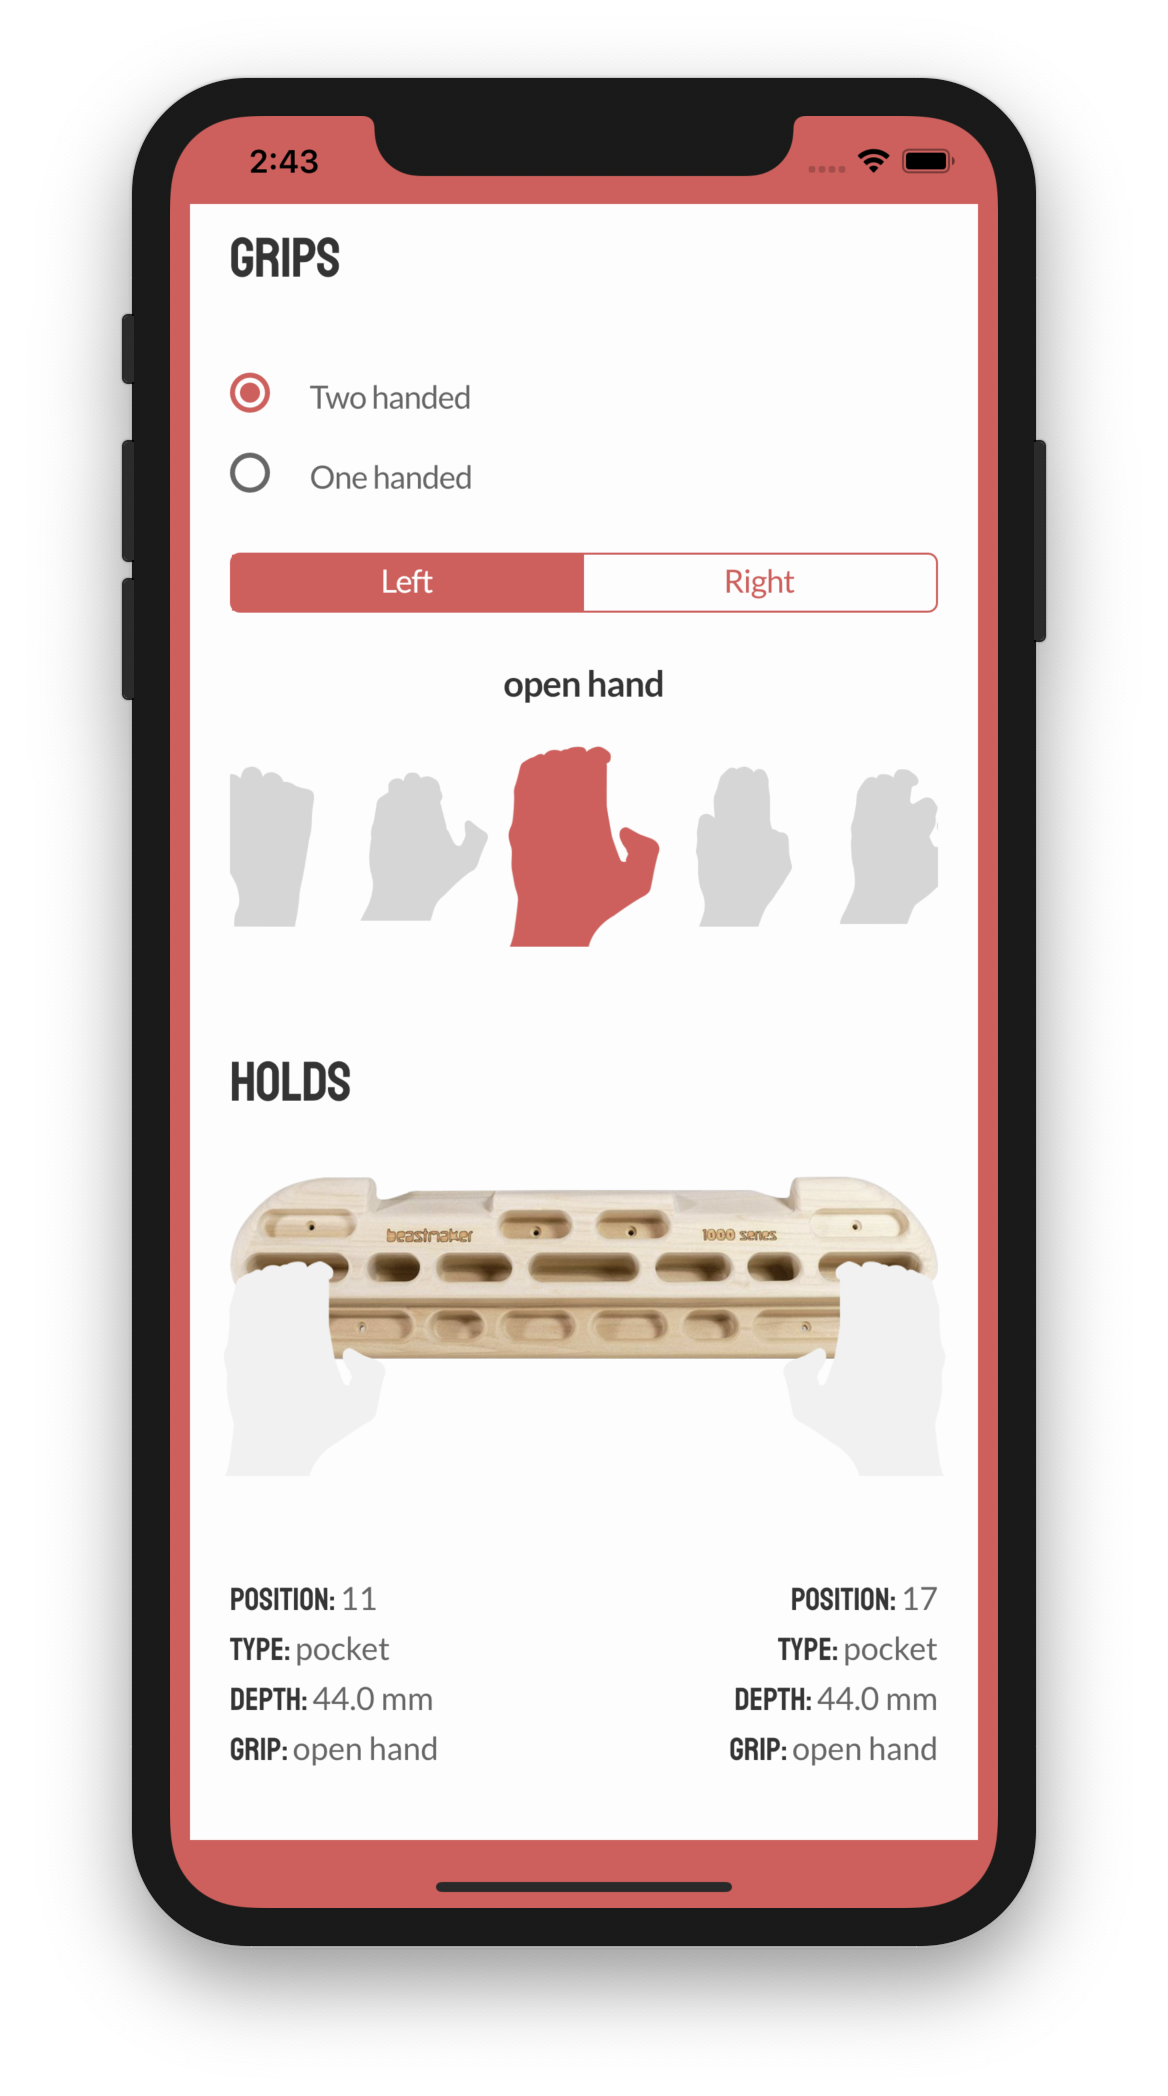 2:43
GRIPS
Two handed
One handed
Left Right
open hand
HOLDS
beastmaker 1000 series
POSITION: 11 POSITION: 17
TYPE: pocket TYPE: pocket
DEPTH: 44.0 mm DEPTH: 44.0 mm
GRIP: open hand GRIP: open hand